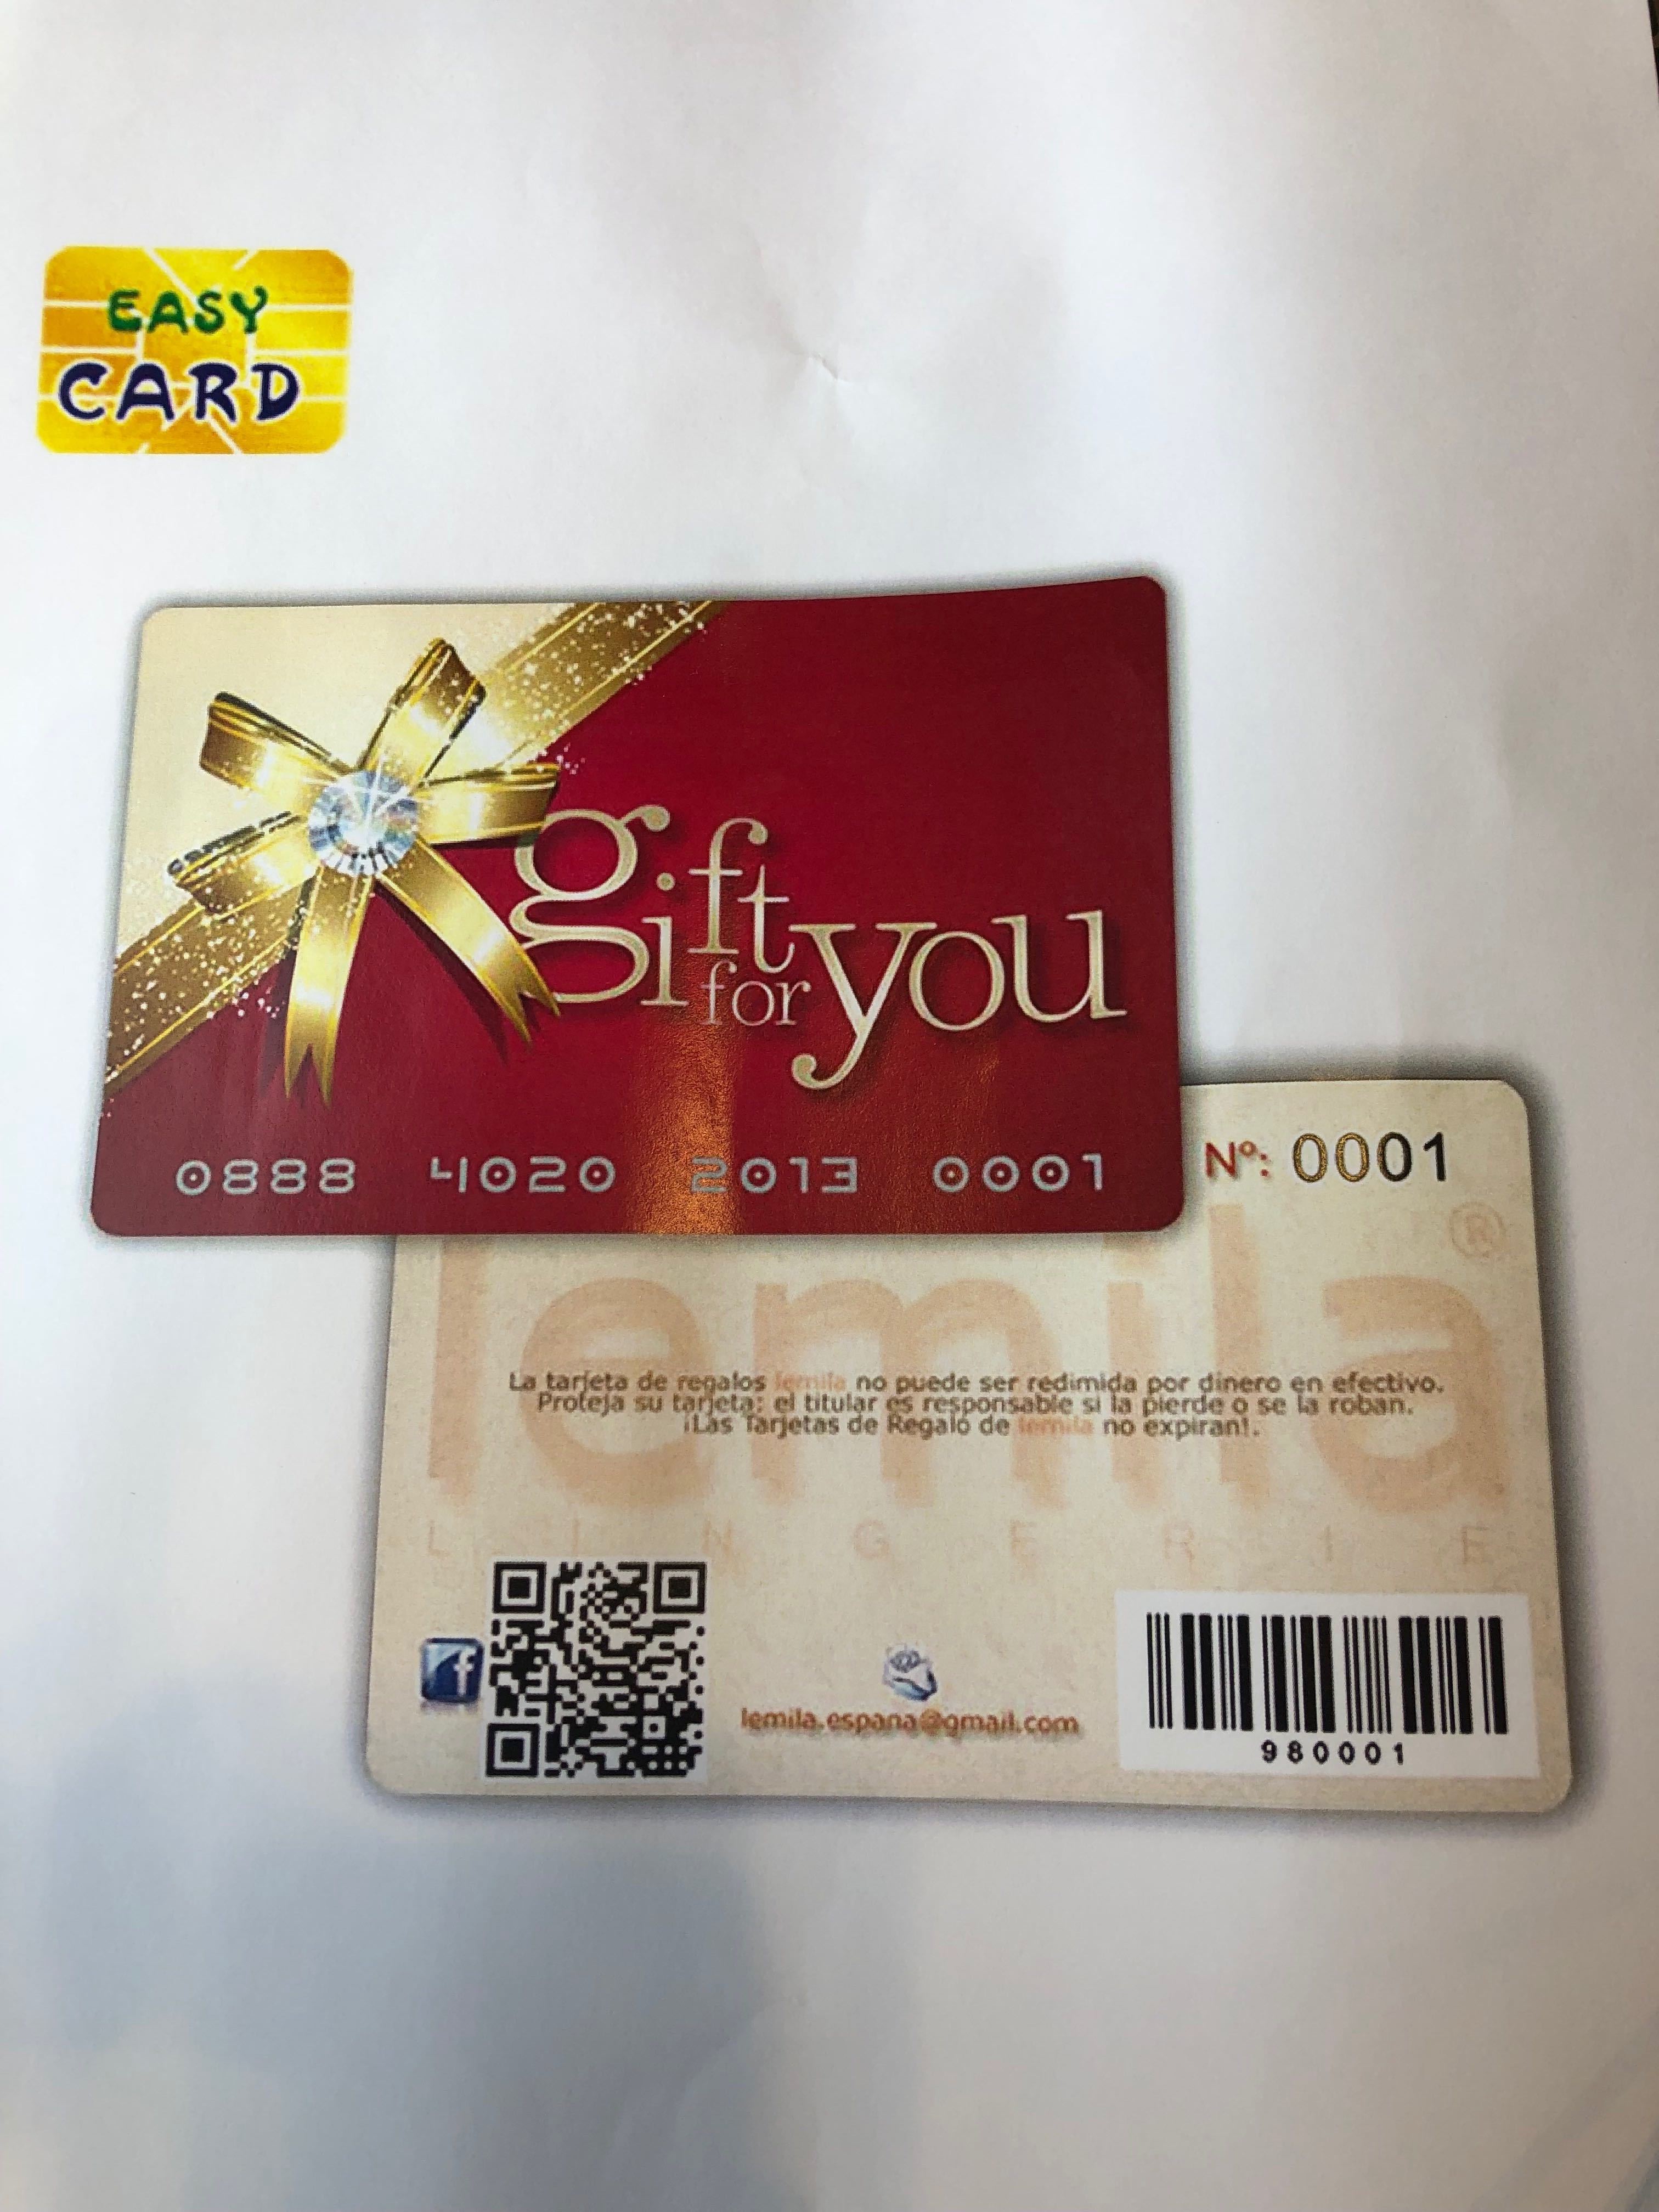 EASY
CARD
gift
for you
0888 4020 2013 0001
Nº: 0001
lemila ®
La tarjeta de regalos lemila no puede ser redimida por dinero en efectivo.
Proteja su tarjeta; el titular es responsable si la pierde o se la roban.
¡Las Tarjetas de Regalo de lemila no expiran!.
LINGERIE
f
lemila.espana@gmail.com
980001